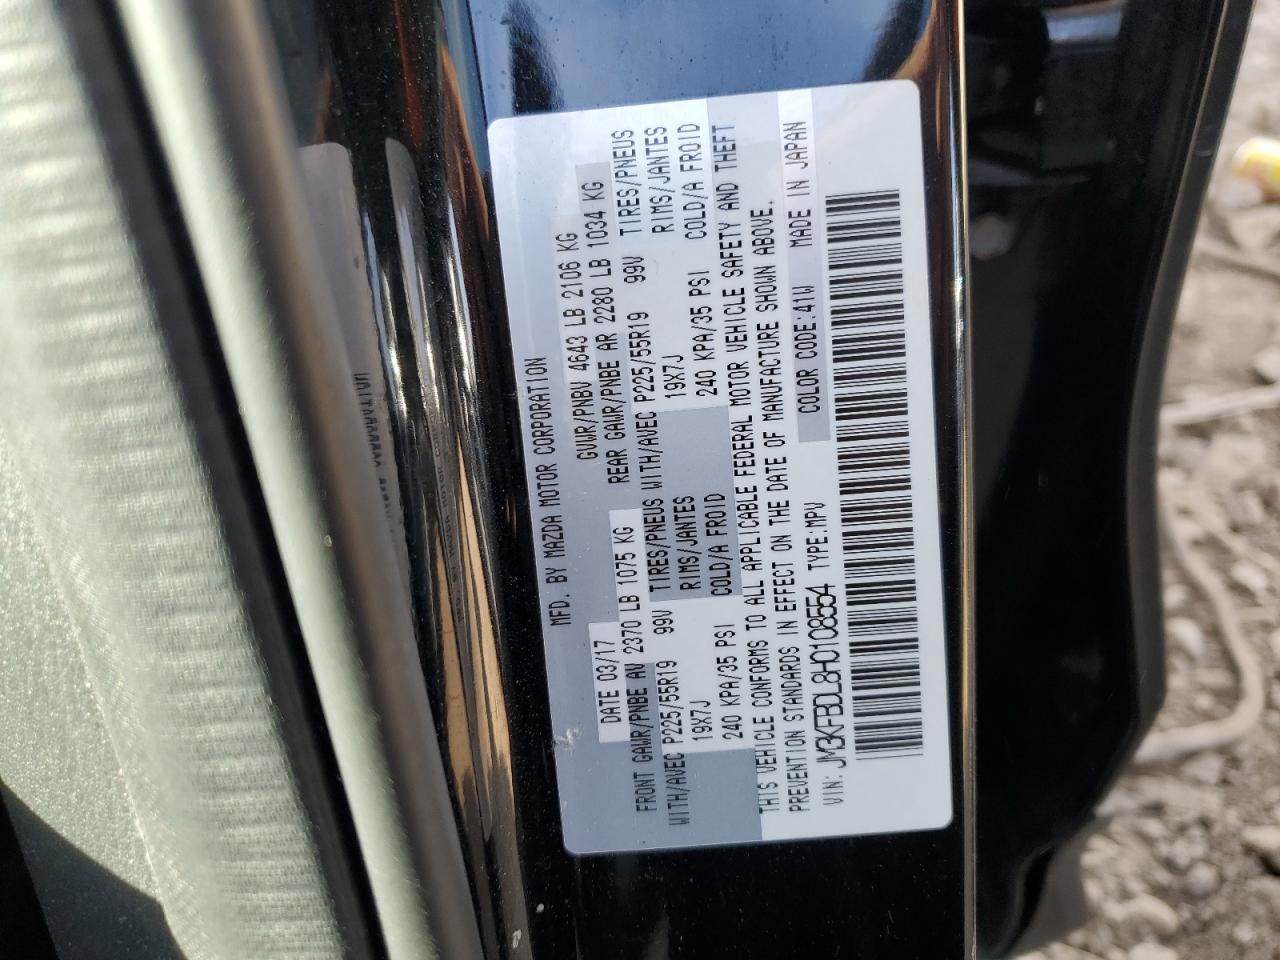 MFD. BY MAZDA MOTOR CORPORATION
DATE 03/17 GVWR/PNBV 4643 LB 2106 KG
FRONT GAWR/PNBE AV 2370 LB 1075 KG REAR GAWR/PNBE AR 2280 LB 1034 KG
WITH/AVEC P225/55R19 99V TIRES/PNEUS WITH/AVEC P225/55R19 99V TIRES/PNEUS
19X7J RIMS/JANTES 19X7J RIMS/JANTES
240 KPA/35 PSI COLD/A FROID 240 KPA/35 PSI COLD/A FROID
THIS VEHICLE CONFORMS TO ALL APPLICABLE FEDERAL MOTOR VEHICLE SAFETY AND THEFT
PREVENTION STANDARDS IN EFFECT ON THE DATE OF MANUFACTURE SHOWN ABOVE.
VIN: JM3KFBDL8H0108554 TYPE:MPV COLOR CODE:41W MADE IN JAPAN